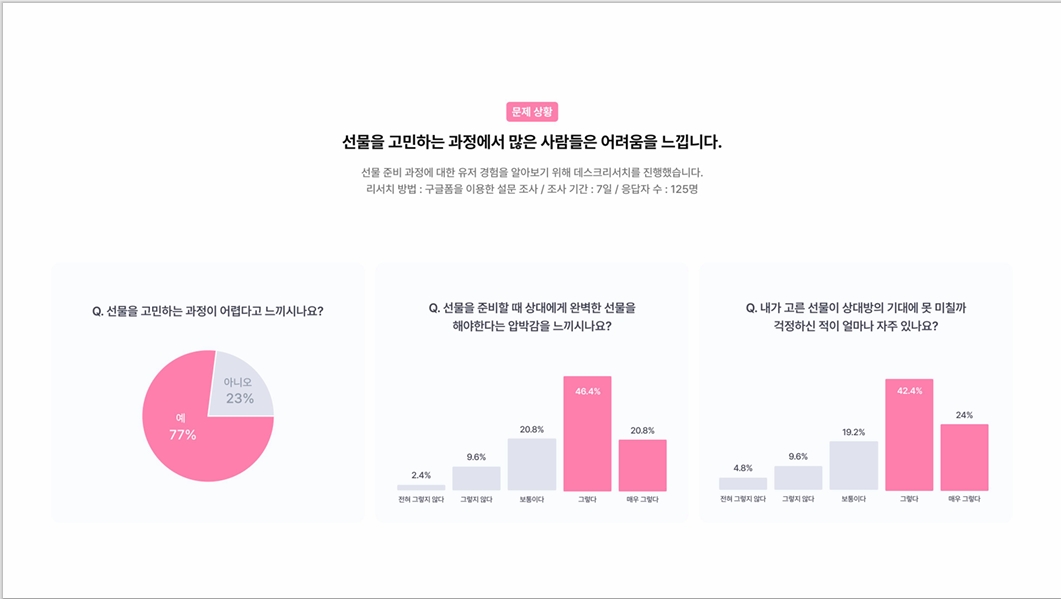 문제 상황
선물을 고민하는 과정에서 많은 사람들은 어려움을 느낍니다.
선물 준비 과정에 대한 유저 경험을 알아보기 위해 데스크리서치를 진행했습니다.
리서치 방법 : 구글폼을 이용한 설문 조사 / 조사 기간 : 7일 / 응답자 수 : 125명
Q. 선물을 고민하는 과정이 어렵다고 느끼시나요?
아니오
23%
예
77%
Q. 선물을 준비할 때 상대에게 완벽한 선물을
해야한다는 압박감을 느끼시나요?
2.4%
9.6%
20.8%
46.4%
20.8%
전혀 그렇지 않다
그렇지 않다
보통이다
그렇다
매우 그렇다
Q. 내가 고른 선물이 상대방의 기대에 못 미칠까
걱정하신 적이 얼마나 자주 있나요?
4.8%
9.6%
19.2%
42.4%
24%
전혀 그렇지 않다
그렇지 않다
보통이다
그렇다
매우 그렇다